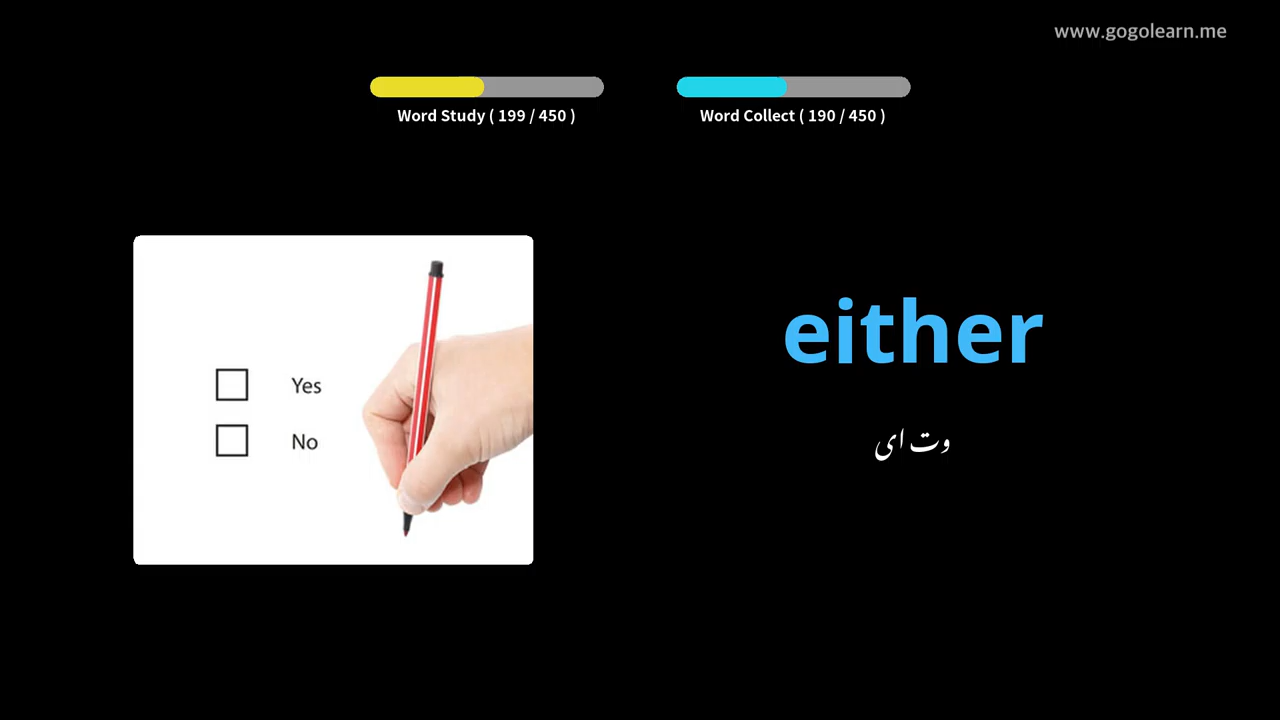 www.gogolearn.me
Word Study ( 199 / 450 )
Word Collect ( 190 / 450 )
Yes
No
either
وت ای